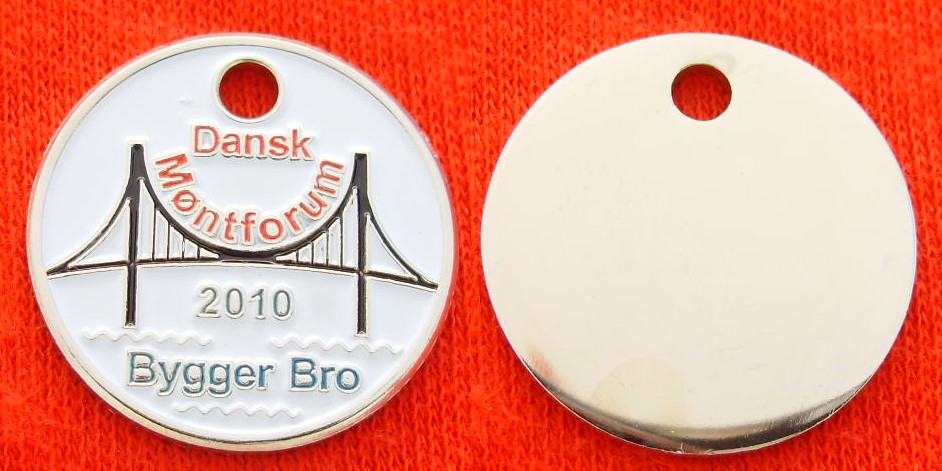 Dansk
Møntforum
2010
Bygger Bro